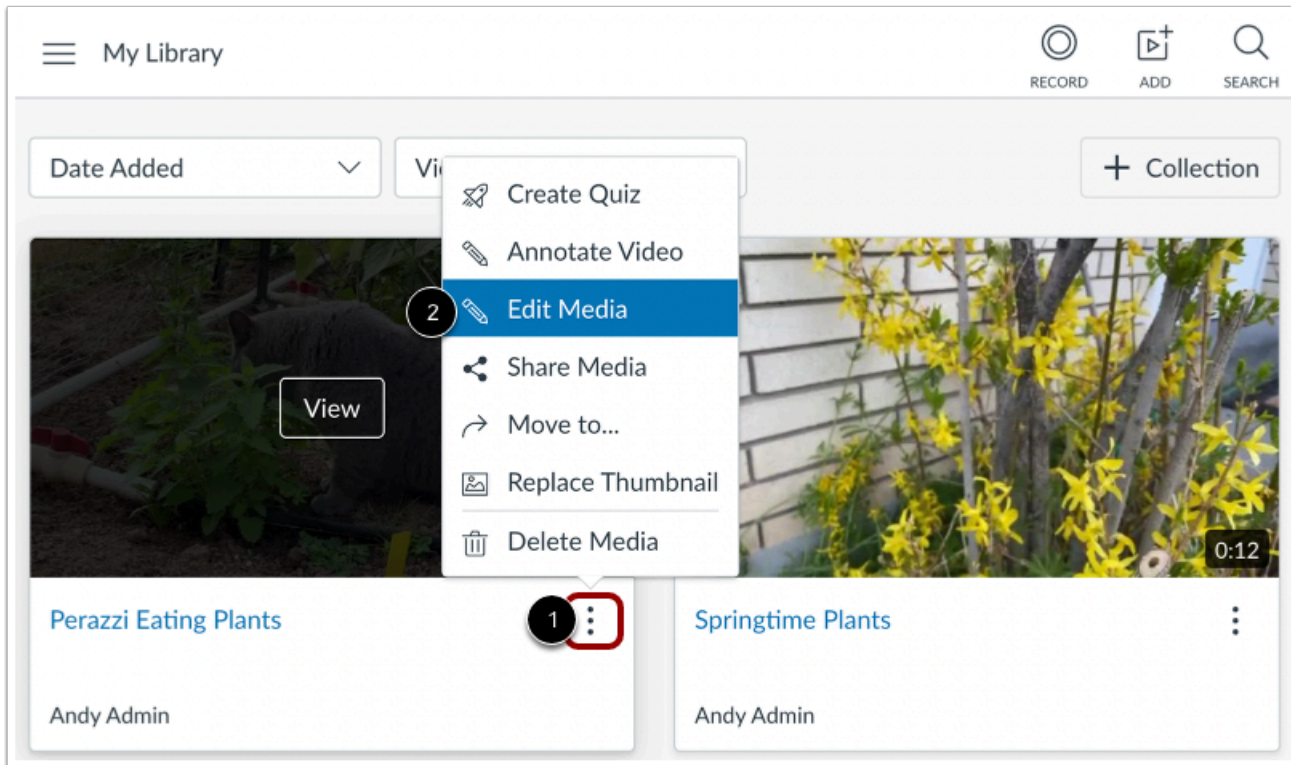 My Library
RECORD
ADD
SEARCH
Date Added
Vi
+ Collection
Create Quiz
Annotate Video
2
Edit Media
Share Media
Move to...
Replace Thumbnail
Delete Media
View
0:12
Perazzi Eating Plants
1
Springtime Plants
Andy Admin
Andy Admin